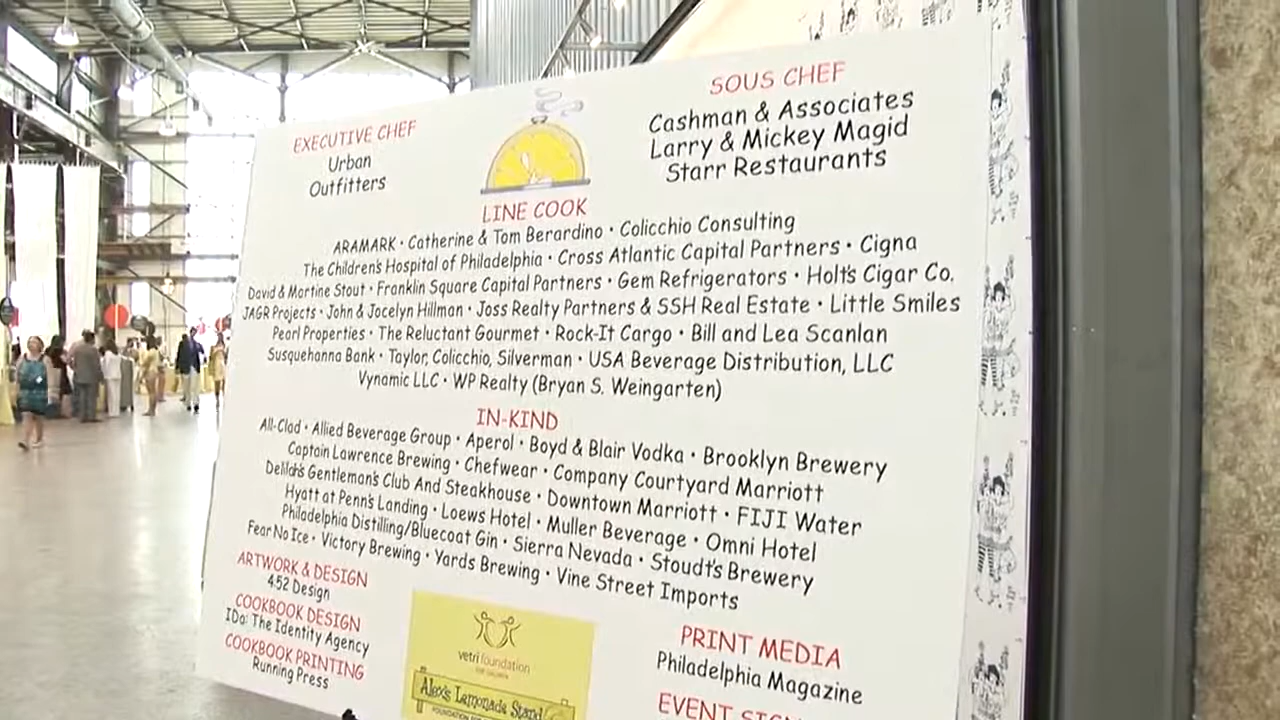 EXECUTIVE CHEF
Urban
Outfitters
SOUS CHEF
Cashman & Associates
Larry & Mickey Magid
Starr Restaurants
LINE COOK
ARAMARK • Catherine & Tom Berardino • Colicchio Consulting
The Children's Hospital of Philadelphia • Cross Atlantic Capital Partners • Cigna
David & Martine Stout • Franklin Square Capital Partners • Gem Refrigerators • Holt's Cigar Co.
JAGR Projects • John & Jocelyn Hillman • Joss Realty Partners & SSH Real Estate • Little Smiles
Pearl Properties • The Reluctant Gourmet • Rock-It Cargo • Bill and Lea Scanlan
Susquehanna Bank • Taylor, Colicchio, Silverman • USA Beverage Distribution, LLC
Vynamic LLC • WP Realty (Bryan S. Weingarten)
IN-KIND
All-Clad • Allied Beverage Group • Aperol • Boyd & Blair Vodka • Brooklyn Brewery
Captain Lawrence Brewing • Chefwear • Company Courtyard Marriott
Delilah's Gentleman's Club And Steakhouse • Downtown Marriott • FIJI Water
Hyatt at Penn's Landing • Loews Hotel • Muller Beverage • Omni Hotel
Philadelphia Distilling/Bluecoat Gin • Sierra Nevada • Stoudt's Brewery
Fear No Ice • Victory Brewing • Yards Brewing • Vine Street Imports
ARTWORK & DESIGN
452 Design
COOKBOOK DESIGN
IDo: The Identity Agency
COOKBOOK PRINTING
Running Press
vetri foundation
FOR CHILDREN
Alex's Lemonade Stand
PRINT MEDIA
Philadelphia Magazine
EVENT